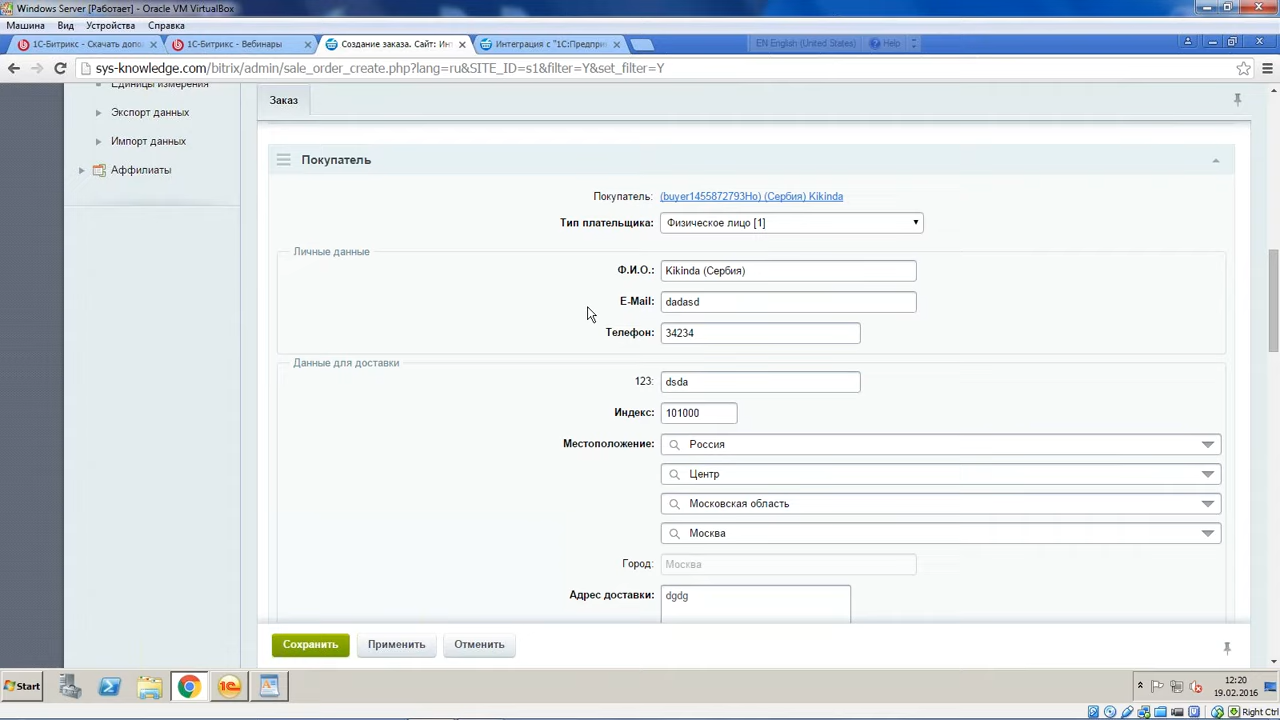 Windows Server [Работает] - Oracle VM VirtualBox
Машина Вид Устройства Справка
1С-Битрикс - Скачать допо 1С-Битрикс - Вебинары Создание заказа. Сайт: Ин Интеграция с "1С:Предпри EN English (United States) Help
sys-knowledge.com/bitrix/admin/sale_order_create.php?lang=ru&SITE_ID=s1&filter=Y&set_filter=Y
Единицы измерения
Экспорт данных
Импорт данных
Аффилиаты
Заказ
Покупатель
Покупатель: (buyer1455872793Ho) (Сербия) Kikinda
Тип плательщика: Физическое лицо [1]
Личные данные
Ф.И.О.: Kikinda (Сербия)
E-Mail: dadasd
Телефон: 34234
Данные для доставки
123: dsda
Индекс: 101000
Местоположение: Россия
Центр
Московская область
Москва
Город: Москва
Адрес доставки: dgdg
Сохранить Применить Отменить
Start 12:20
19.02.2016
Right Ctrl